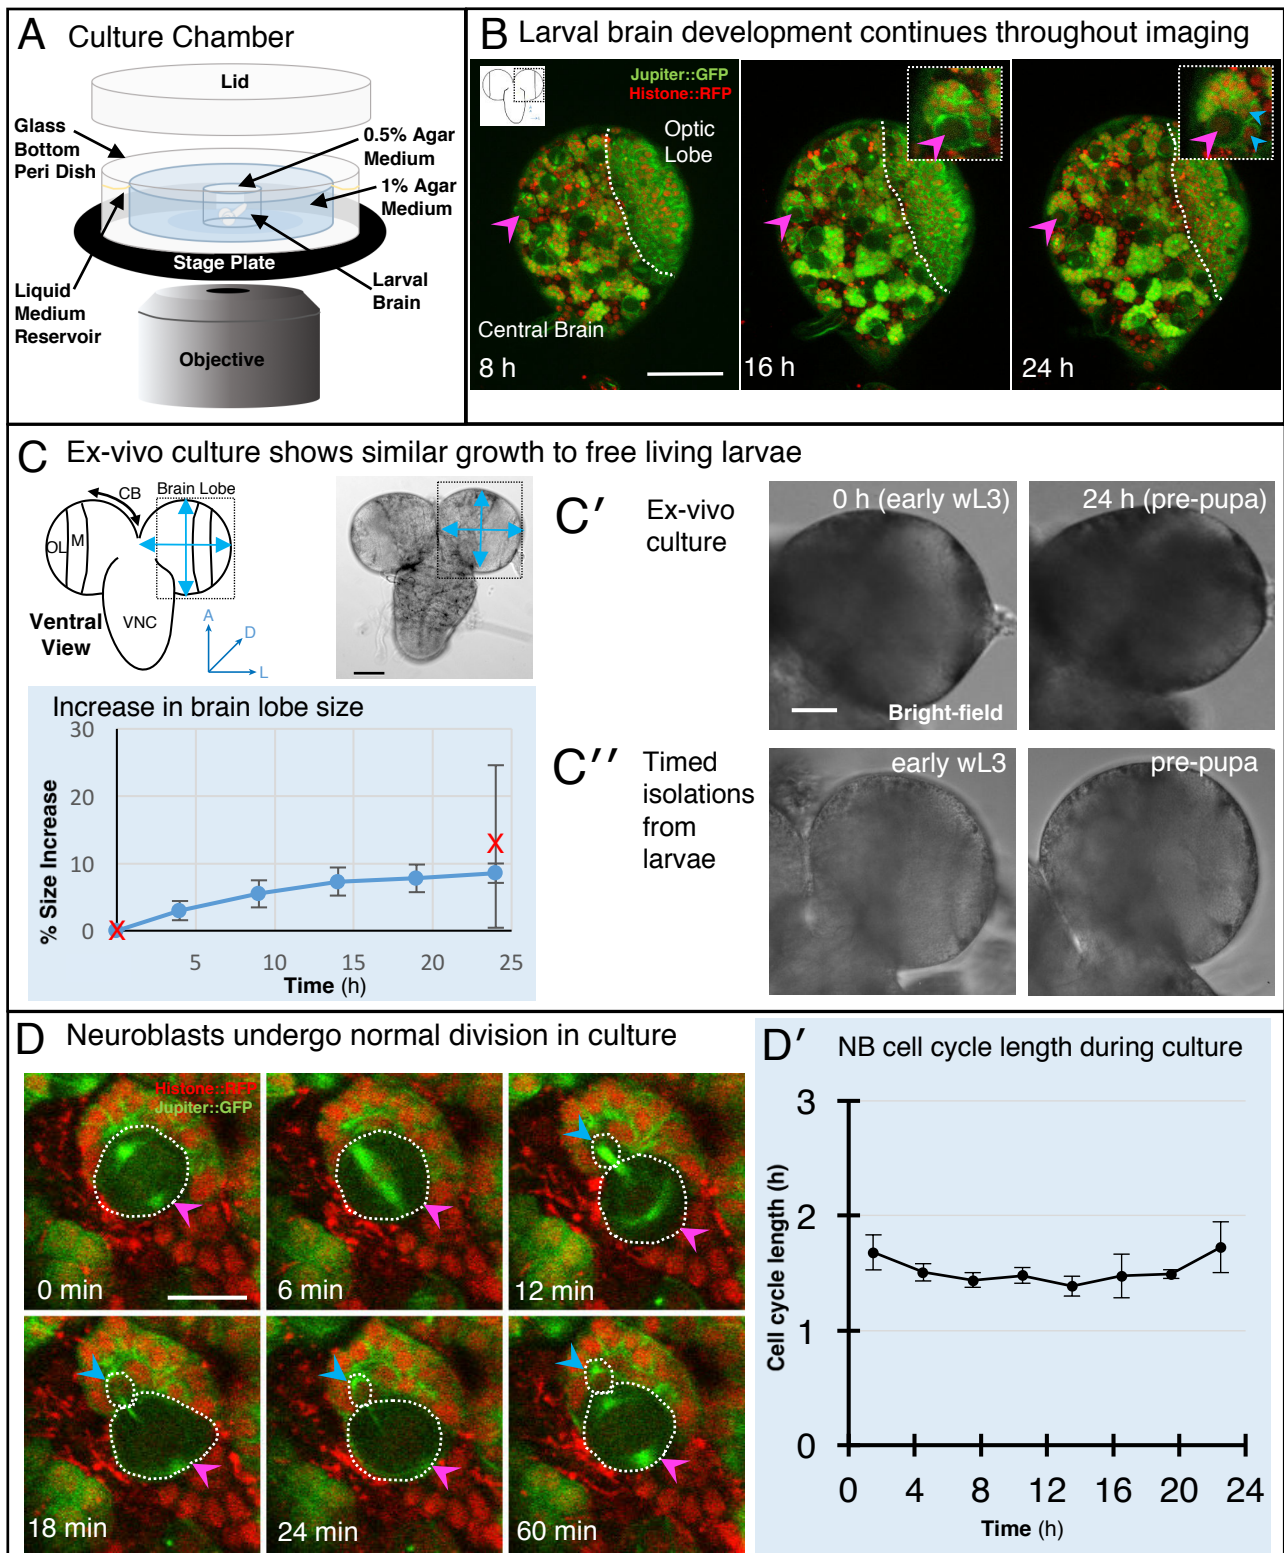 A Culture Chamber
Lid
Glass
Bottom
Peri Dish
0.5% Agar
Medium
1% Agar
Medium
Stage Plate
Liquid
Medium
Reservoir
Larval
Brain
Objective
B Larval brain development continues throughout imaging
Jupiter::GFP
Histone::RFP
Optic
Lobe
Central Brain
8 h
16 h
24 h
C Ex-vivo culture shows similar growth to free living larvae
CB
Brain Lobe
OL
M
VNC
Ventral
View
A
D
L
Increase in brain lobe size
% Size Increase
30
20
10
0
5
10
15
20
25
Time (h)
C′ Ex-vivo
culture
0 h (early wL3)
24 h (pre-pupa)
Bright-field
C′′ Timed
isolations
from
larvae
early wL3
pre-pupa
D Neuroblasts undergo normal division in culture
Histone::RFP
Jupiter::GFP
0 min
6 min
12 min
18 min
24 min
60 min
D′ NB cell cycle length during culture
Cell cycle length (h)
3
2
1
0
0 4 8 12 16 20 24
Time (h)